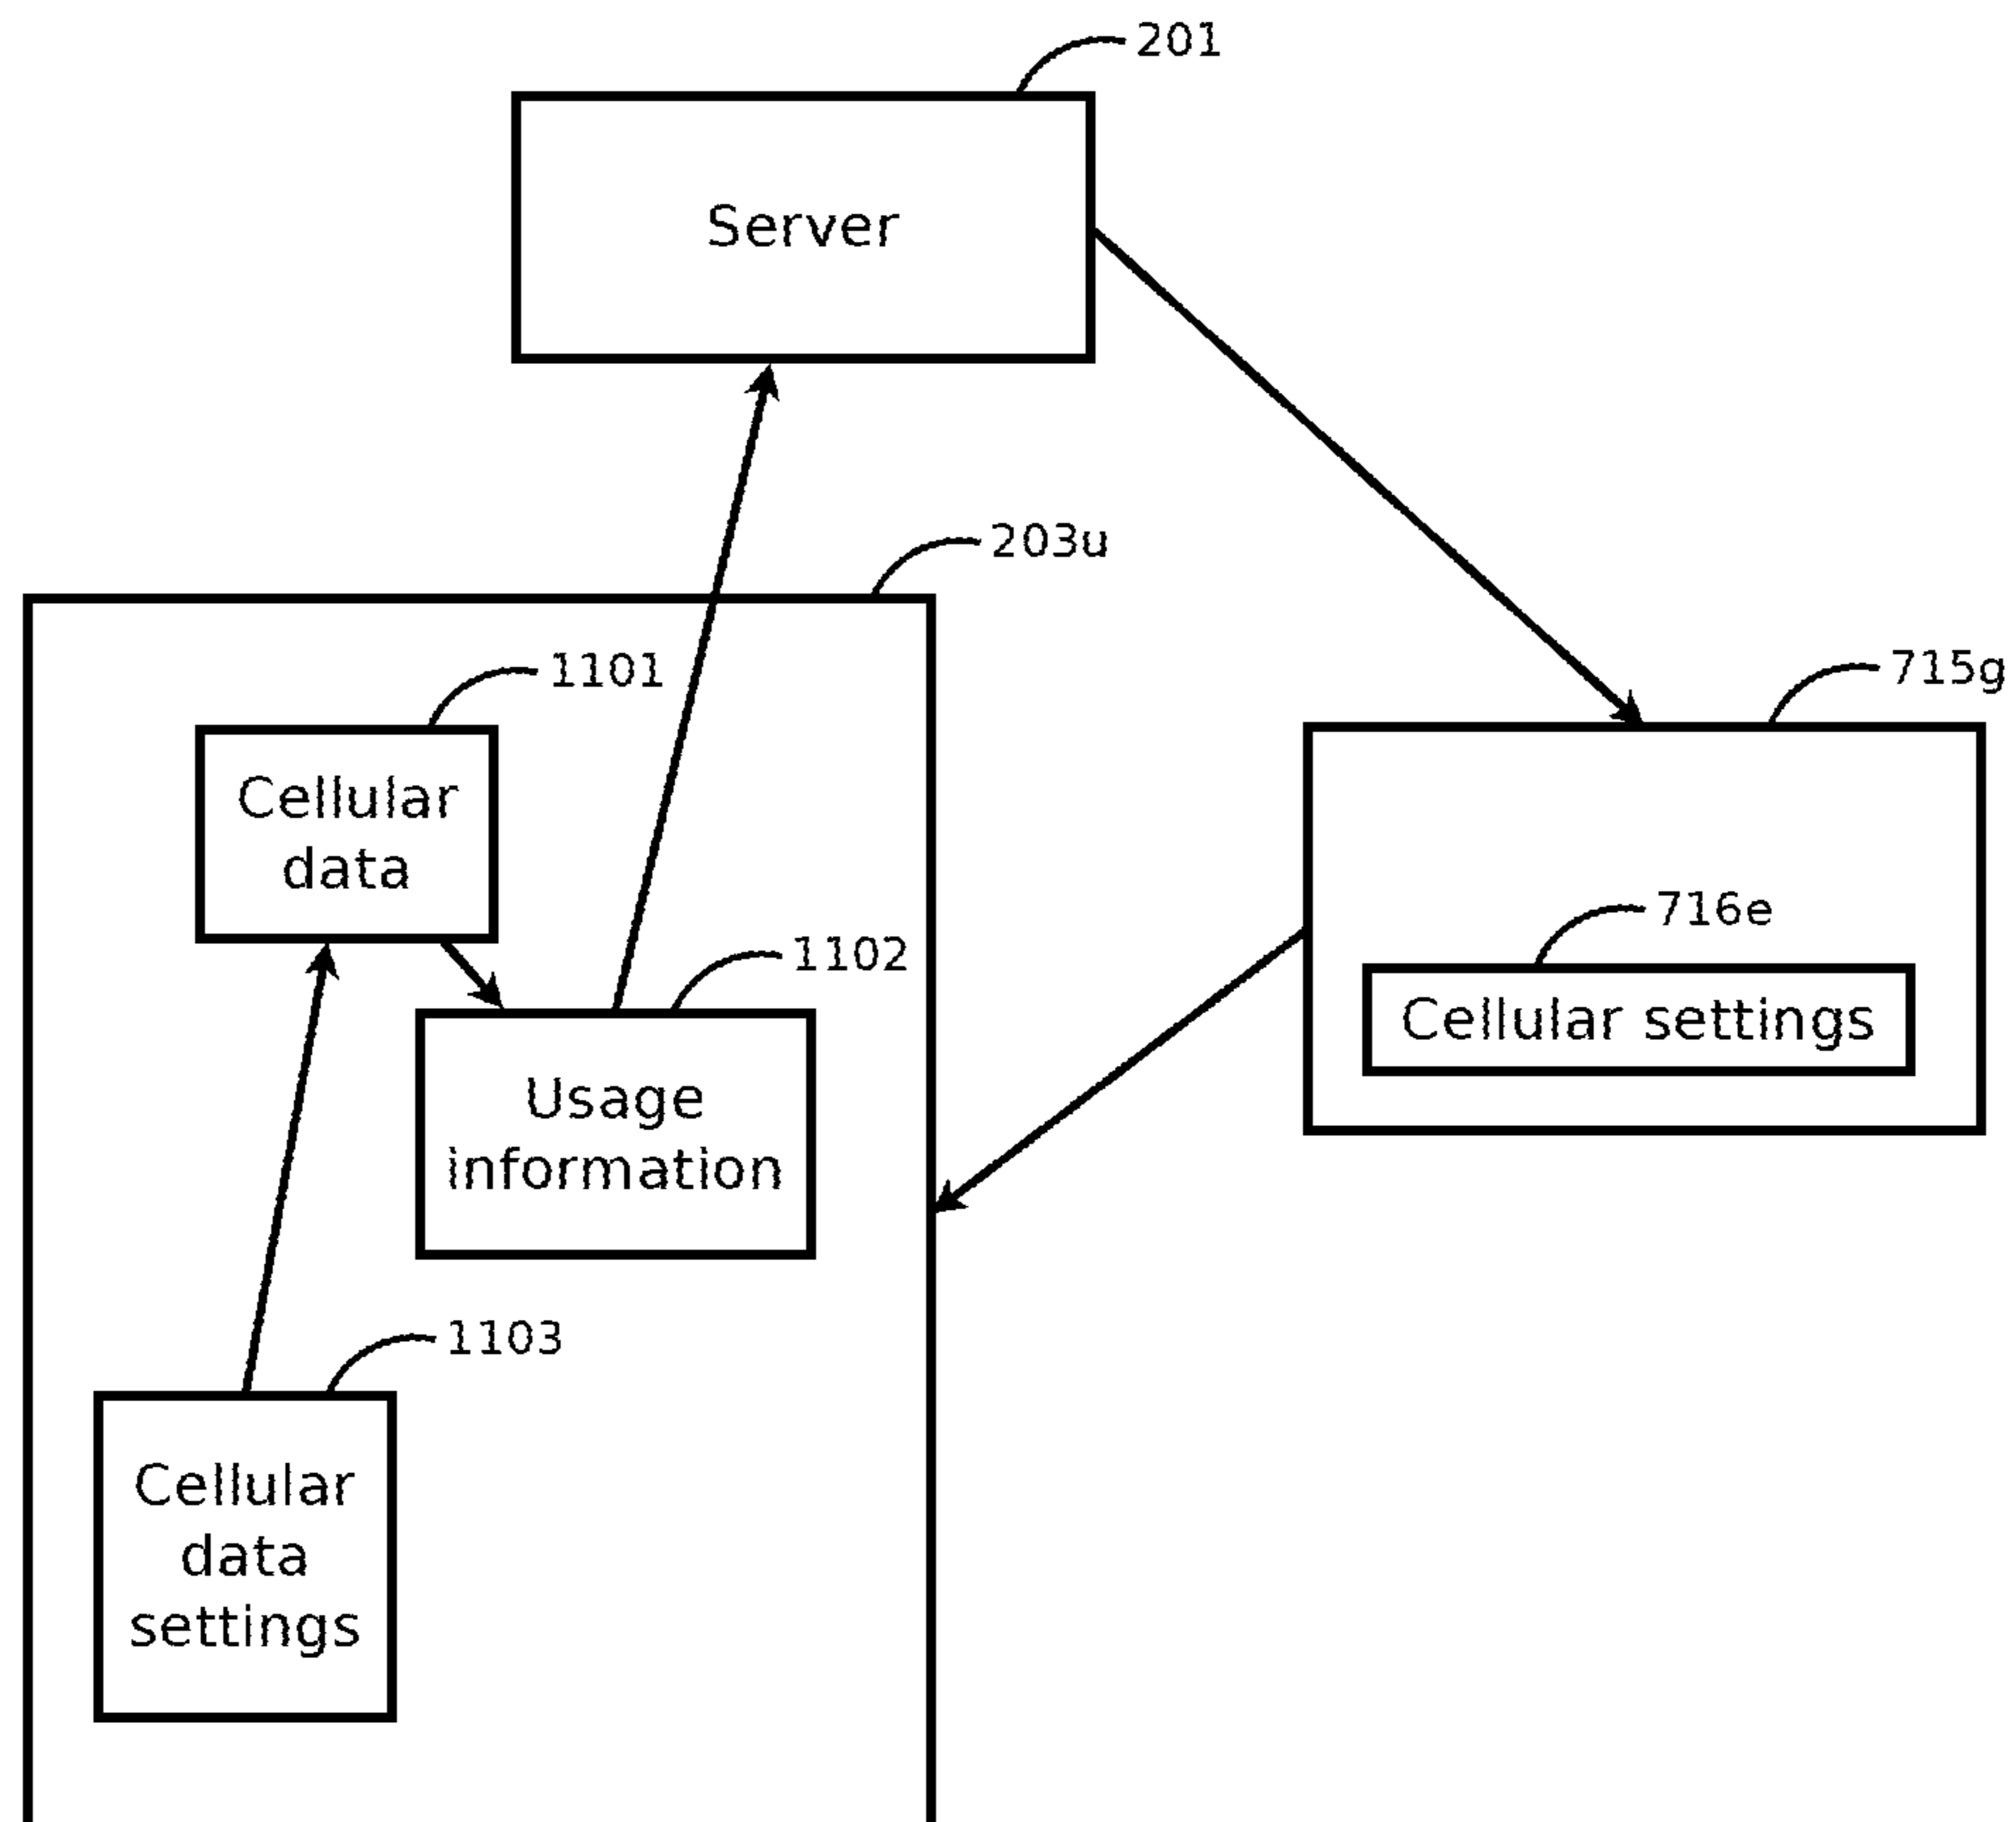 201
Server
203u
1101
715g
Cellular
data
716e
1102
Cellular settings
Usage
information
1103
Cellular
data
settings